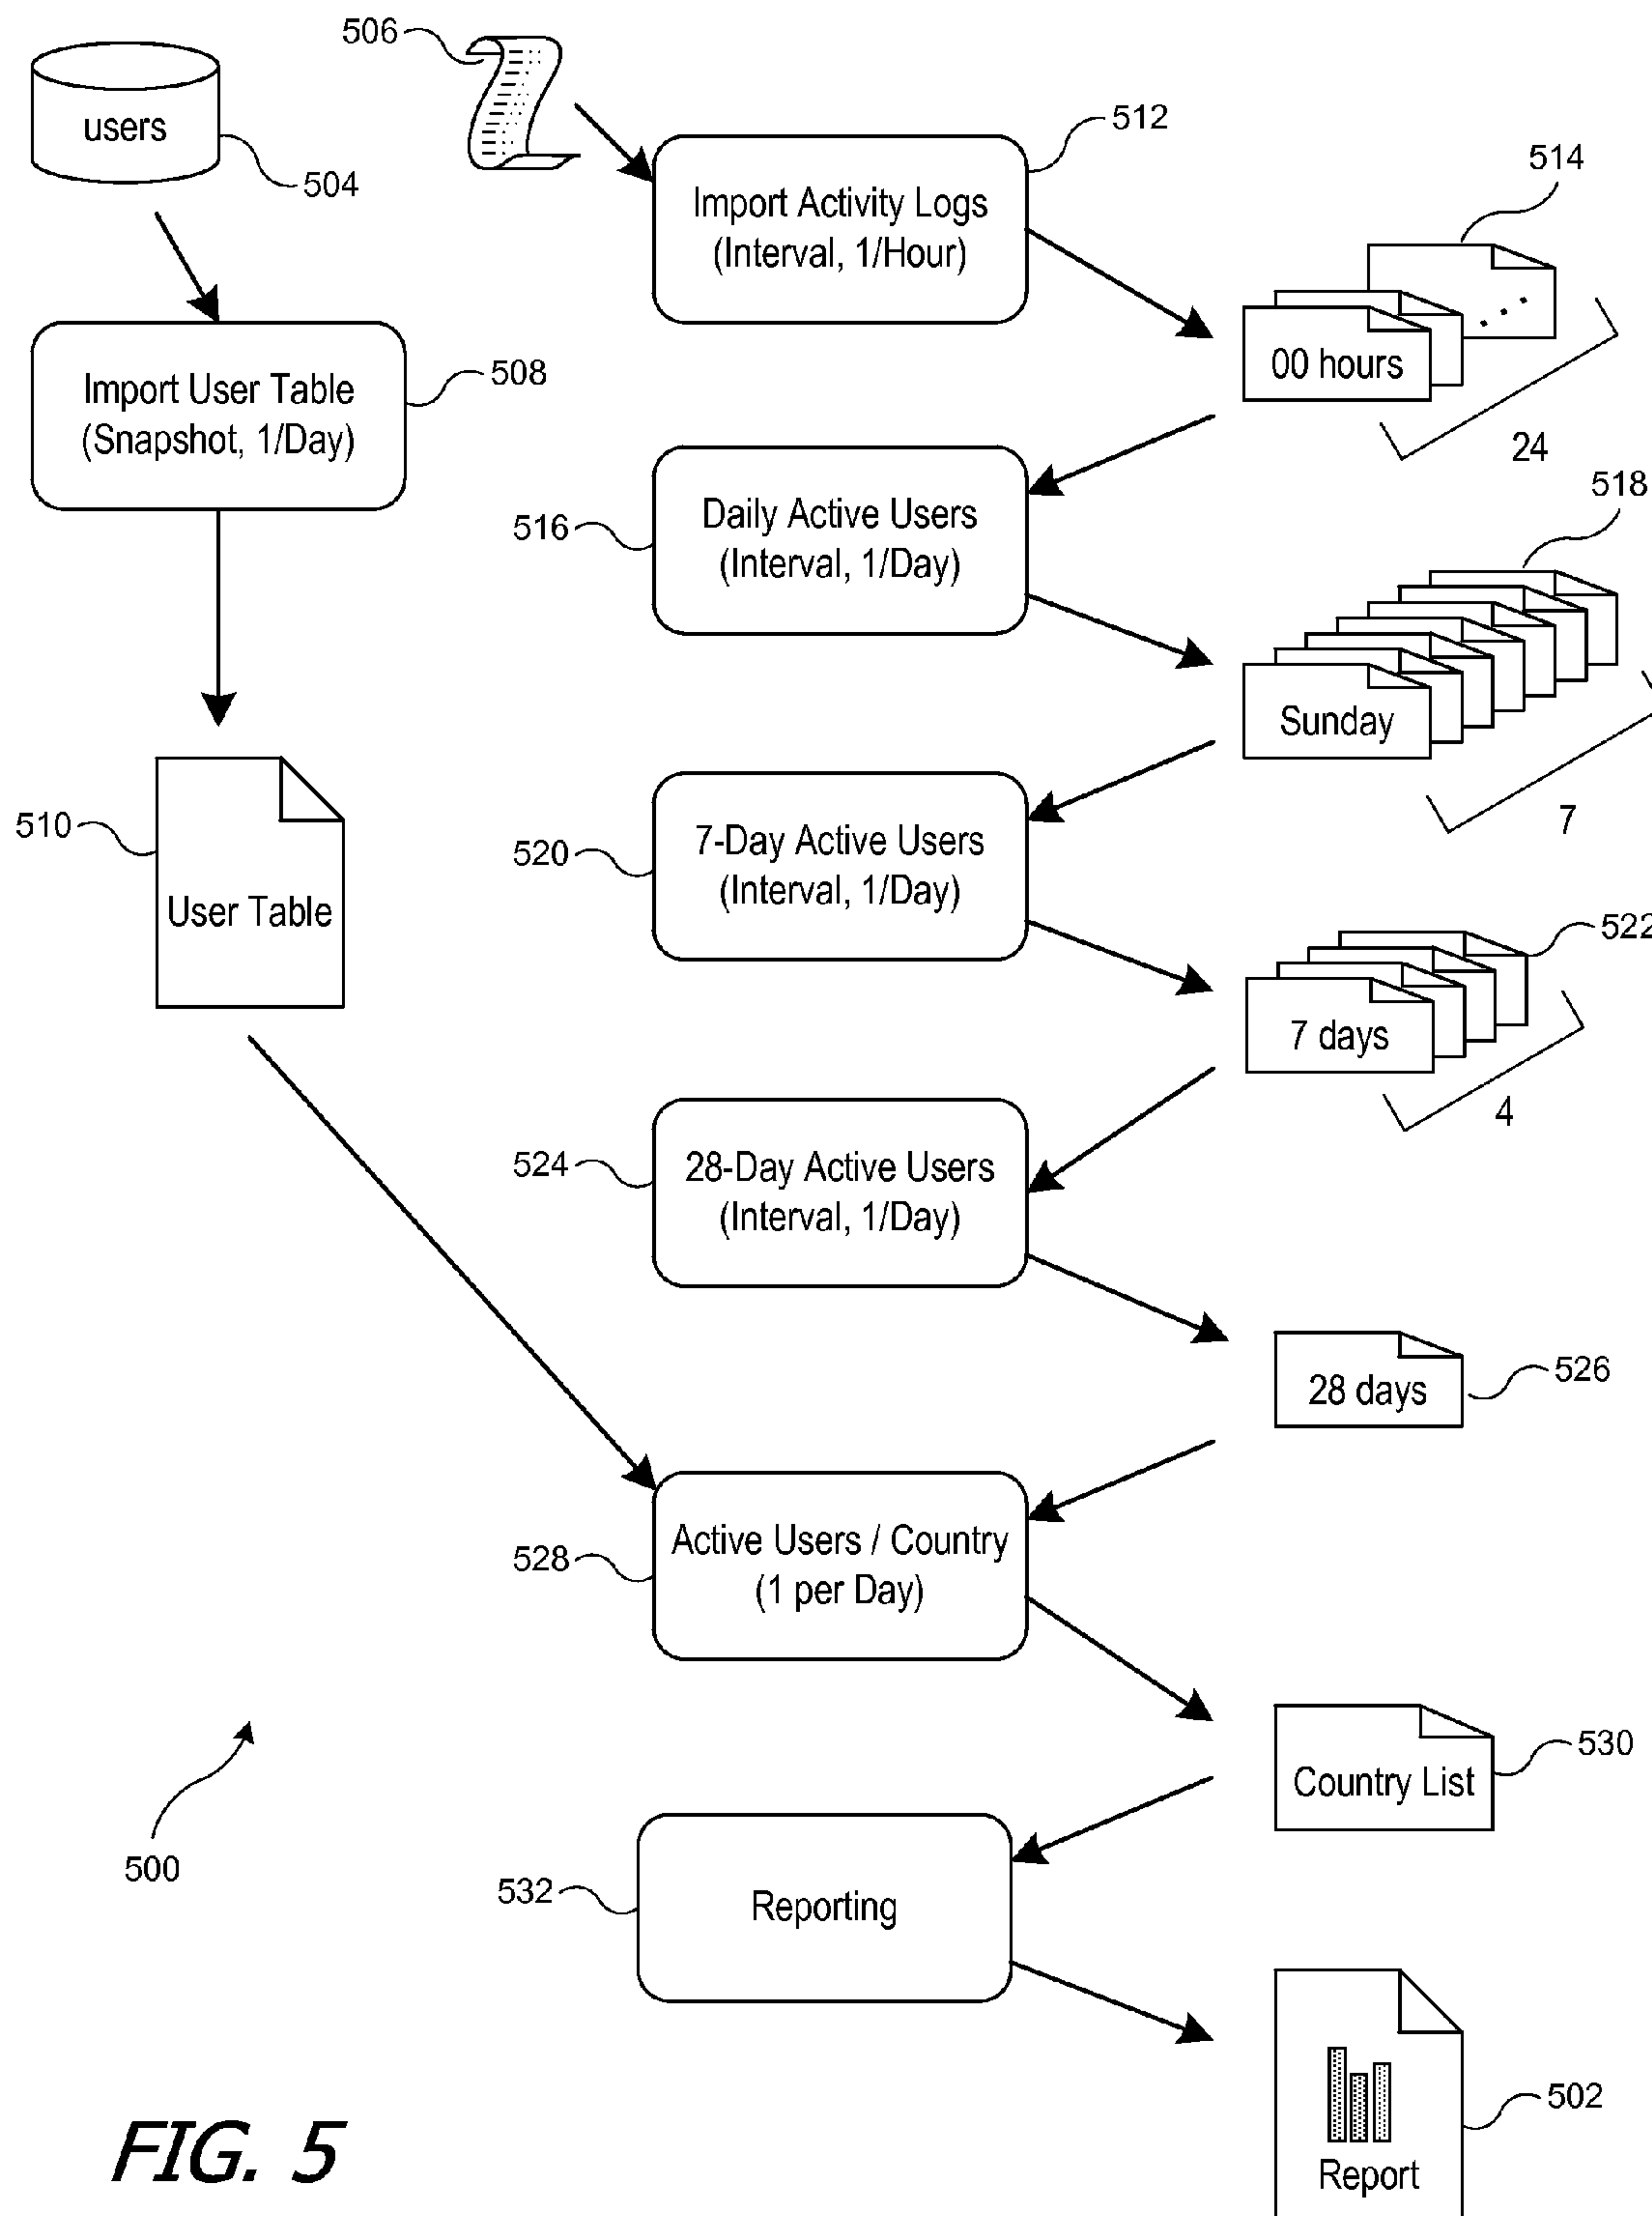 506
users
504
512
Import Activity Logs
(Interval, 1/Hour)
514
00 hours
24
Import User Table
(Snapshot, 1/Day)
508
518
516
Daily Active Users
(Interval, 1/Day)
Sunday
7
510
User Table
520
7-Day Active Users
(Interval, 1/Day)
522
7 days
4
524
28-Day Active Users
(Interval, 1/Day)
28 days
526
528
Active Users / Country
(1 per Day)
530
Country List
500
532
Reporting
502
Report
FIG. 5